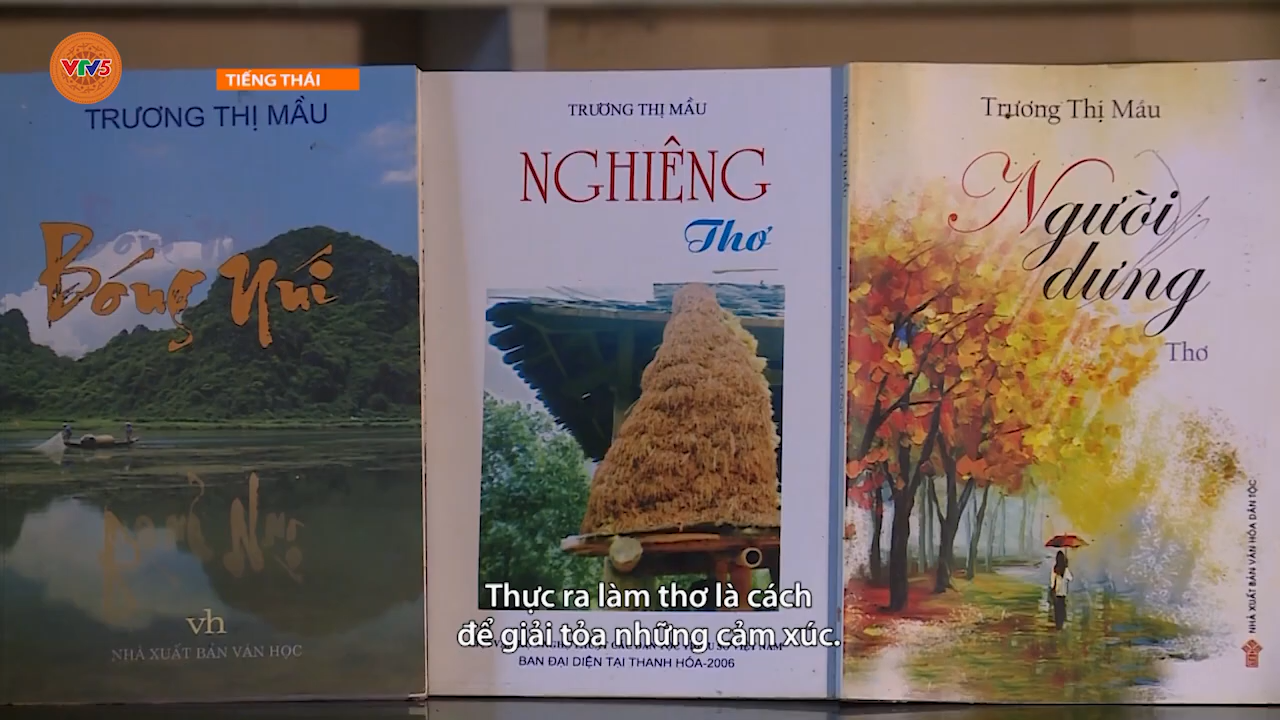 VTV5
TIẾNG THÁI
TRƯƠNG THỊ MẦU
Bóng Núi
vh
NHÀ XUẤT BẢN VĂN HỌC
TRƯƠNG THỊ MẦU
NGHIÊNG
Thơ
BAN ĐẠI DIỆN TẠI THANH HÓA-2006
Trương Thị Mầu
Người
dưng
Thơ
NHÀ XUẤT BẢN VĂN HÓA DÂN TỘC
Thực ra làm thơ là cách
để giải tỏa những cảm xúc.